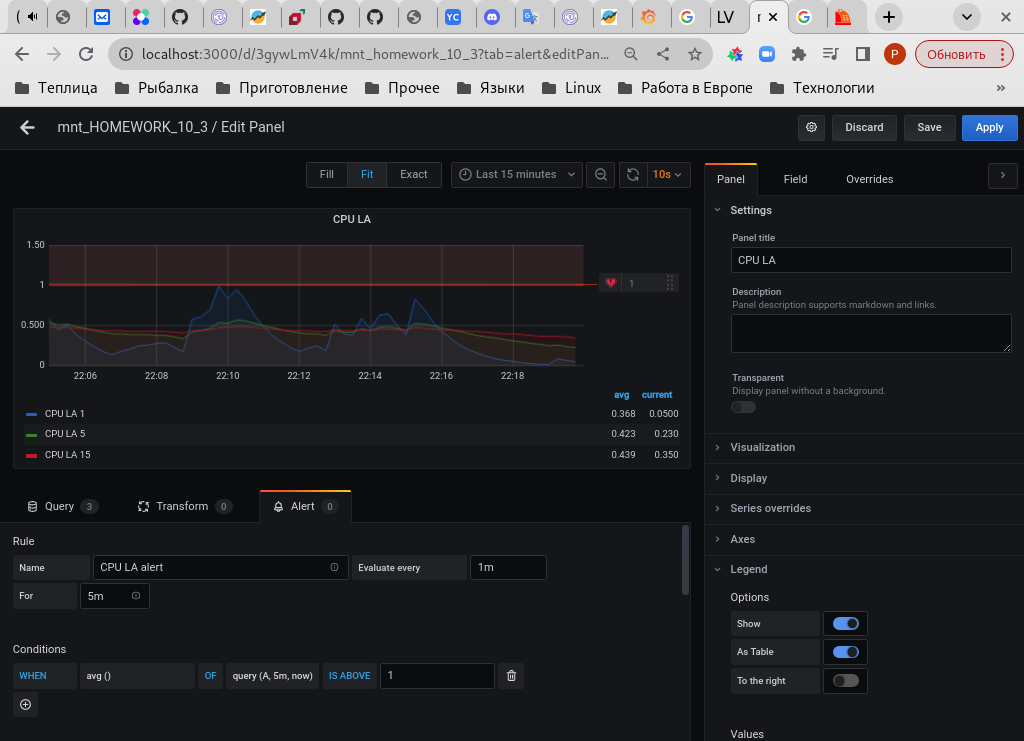 YC
LV
localhost:3000/d/3gywLmV4k/mnt_homework_10_3?tab=alert&editPan...
P
Обновить
Теплица
Рыбалка
Приготовление
Прочее
Языки
Linux
Работа в Европе
Технологии
»
mnt_HOMEWORK_10_3 / Edit Panel
Discard
Save
Apply
Fill
Fit
Exact
Last 15 minutes
10s
Panel
Field
Overrides
CPU LA
1.50
1
0.500
0
1
22:06
22:08
22:10
22:12
22:14
22:16
22:18
avg current
CPU LA 1 0.368 0.0500
CPU LA 5 0.423 0.230
CPU LA 15 0.439 0.350
Query 3
Transform 0
Alert 0
Rule
Name CPU LA alert Evaluate every 1m
For 5m
Conditions
WHEN avg () OF query (A, 5m, now) IS ABOVE 1
Settings
Panel title
CPU LA
Description
Panel description supports markdown and links.
Transparent
Display panel without a background.
Visualization
Display
Series overrides
Axes
Legend
Options
Show
As Table
To the right
Values